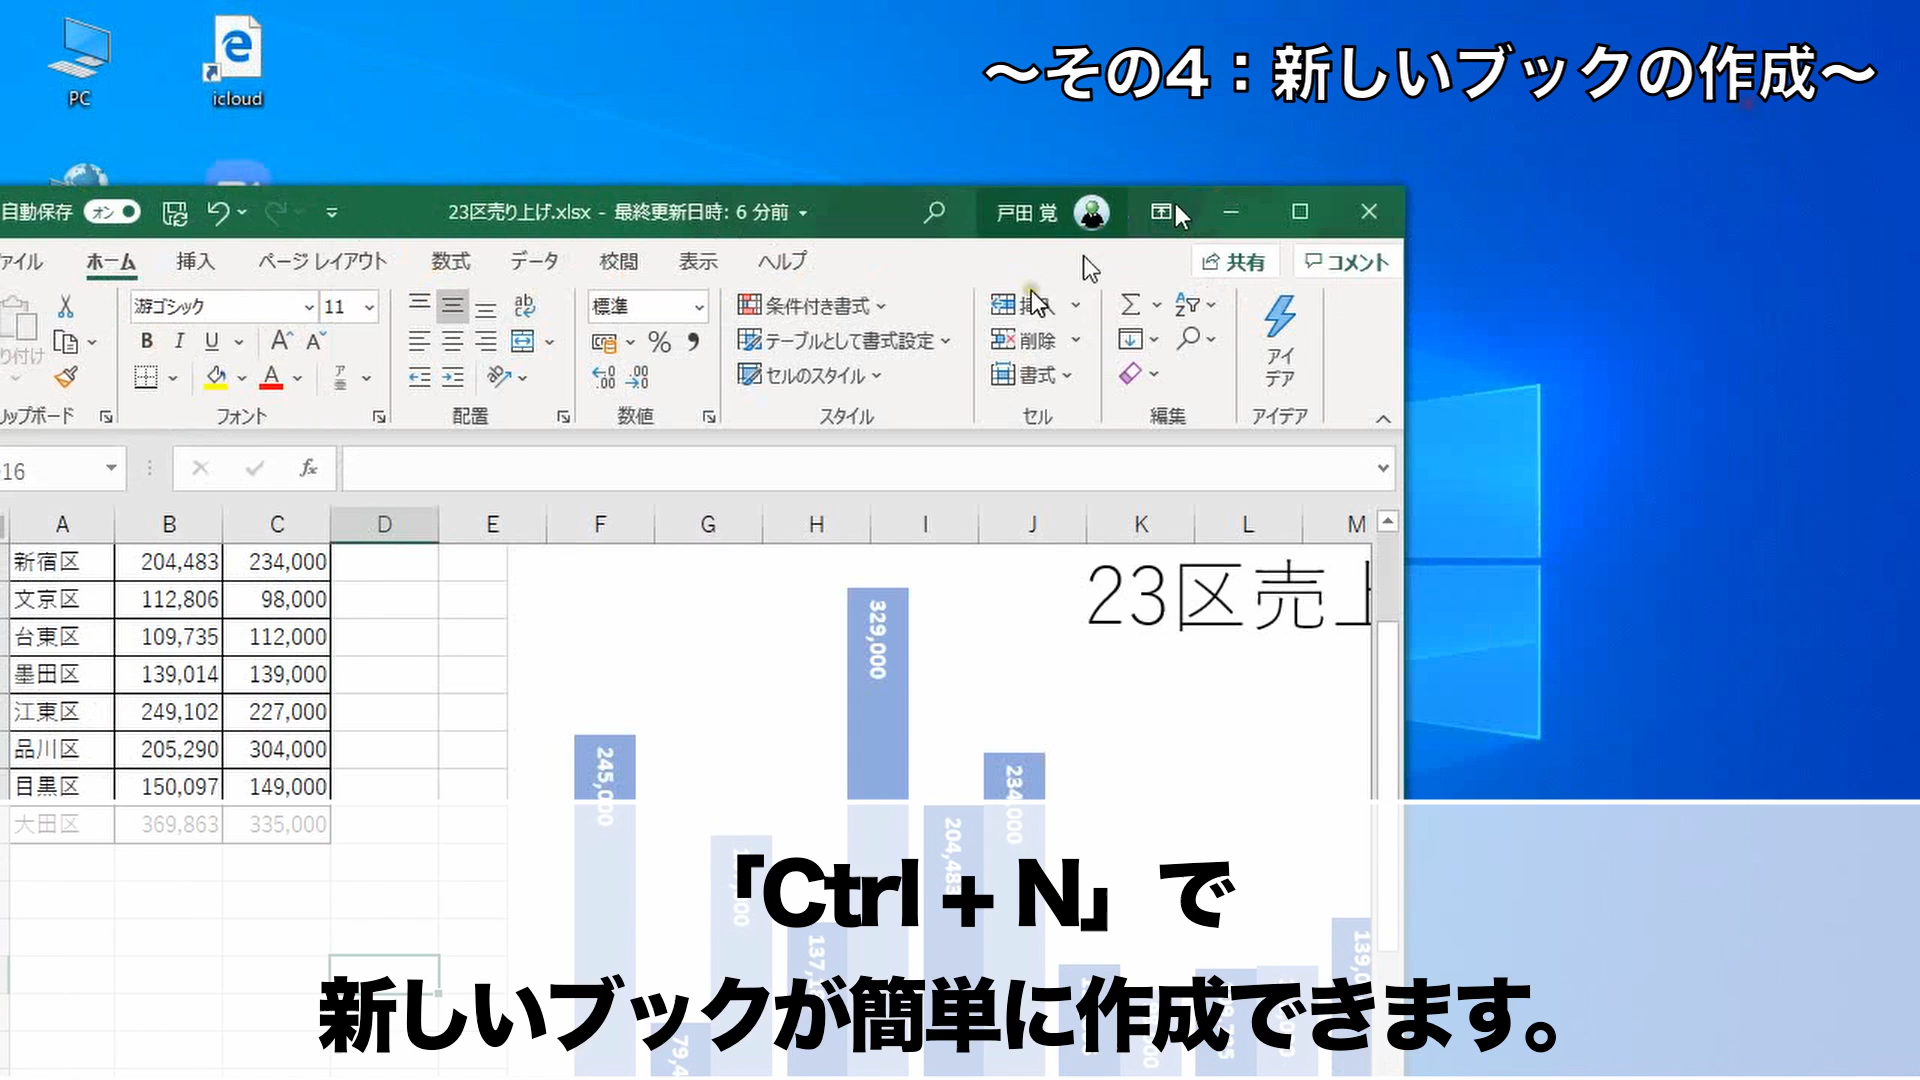 ～その4：新しいブックの作成～
PC
icloud
自動保存 オン
23区売り上げ.xlsx - 最終更新日時: 6 分前
戸田 覚
ァイル ホーム 挿入 ページ レイアウト 数式 データ 校閲 表示 ヘルプ 共有 コメント
游ゴシック 11
標準
条件付き書式
挿入
B I U
テーブルとして書式設定
削除
り付け
セルのスタイル
書式
アイデア
リップボード フォント 配置 数値 スタイル セル 編集 アイデア
16
fx
A B C D E F G H I J K L M
新宿区 204,483 234,000
文京区 112,806 98,000
台東区 109,735 112,000
墨田区 139,014 139,000
江東区 249,102 227,000
品川区 205,290 304,000
目黒区 150,097 149,000
大田区 369,863 335,000
23区売上
329,000
245,000
234,000
204,483
「Ctrl + N」で
新しいブックが簡単に作成できます。